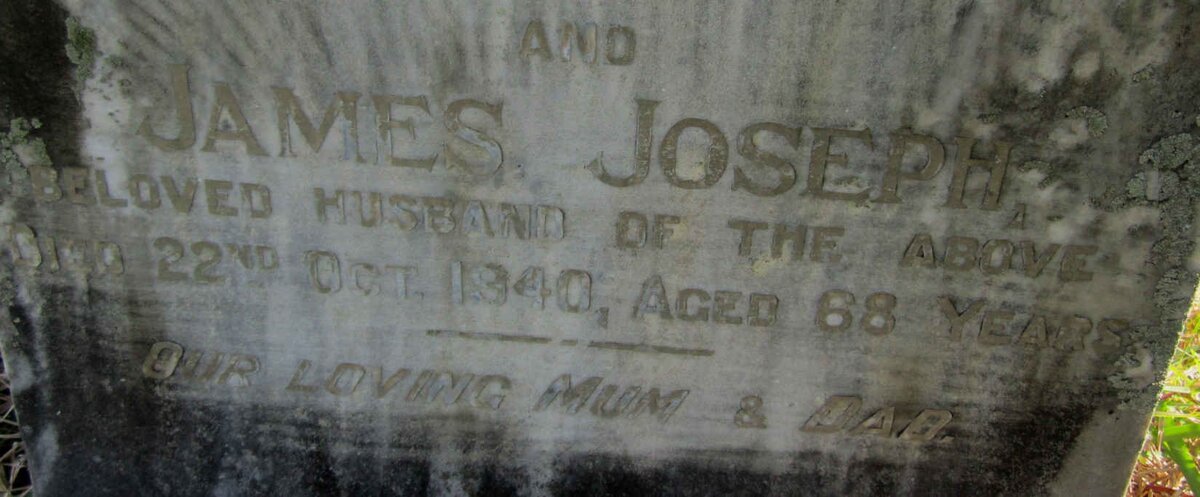 AND
JAMES JOSEPH,
BELOVED HUSBAND OF THE ABOVE
DIED 22ND OCT. 1940, AGED 68 YEARS
OUR LOVING MUM & DAD.